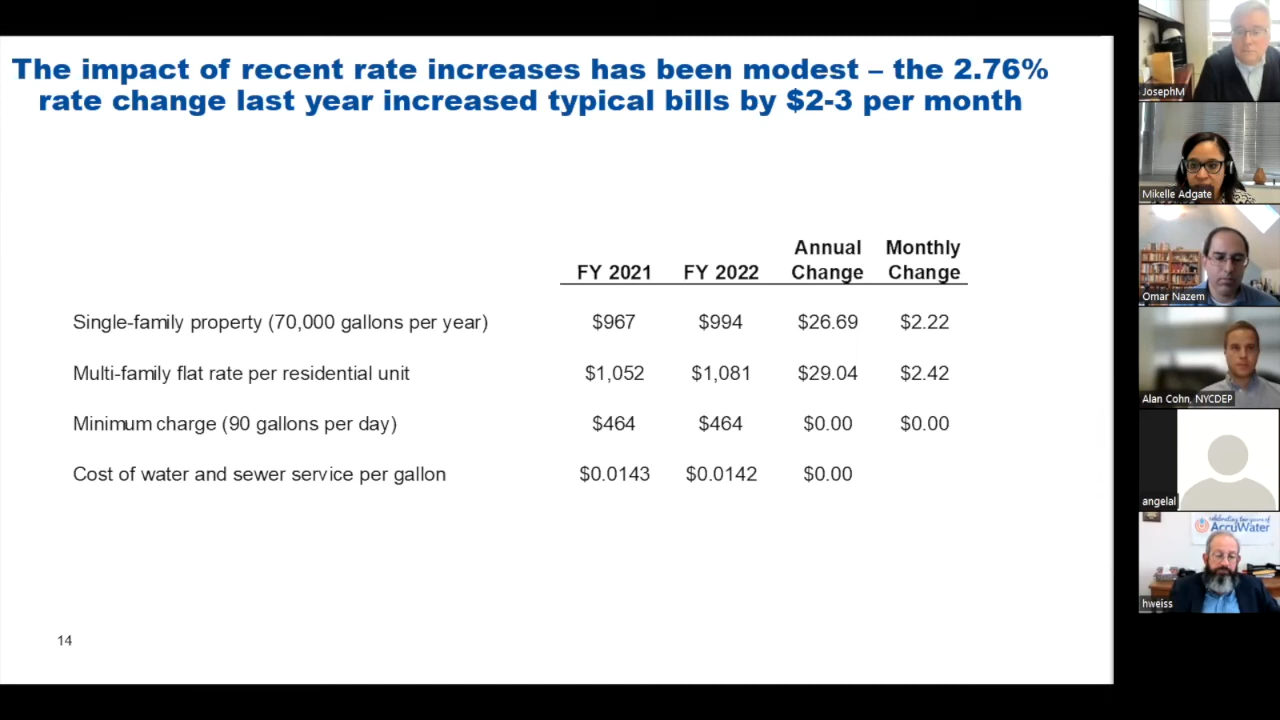 The impact of recent rate increases has been modest – the 2.76%
rate change last year increased typical bills by $2-3 per month
Annual Monthly
FY 2021 FY 2022 Change Change
Single-family property (70,000 gallons per year) $967 $994 $26.69 $2.22
Multi-family flat rate per residential unit $1,052 $1,081 $29.04 $2.42
Minimum charge (90 gallons per day) $464 $464 $0.00 $0.00
Cost of water and sewer service per gallon $0.0143 $0.0142 $0.00
14
JosephM
Mikelle Adgate
Omar Nazem
Alan Cohn, NYCDEP
angelal
celebrating ten years of
AccuWater
hweiss